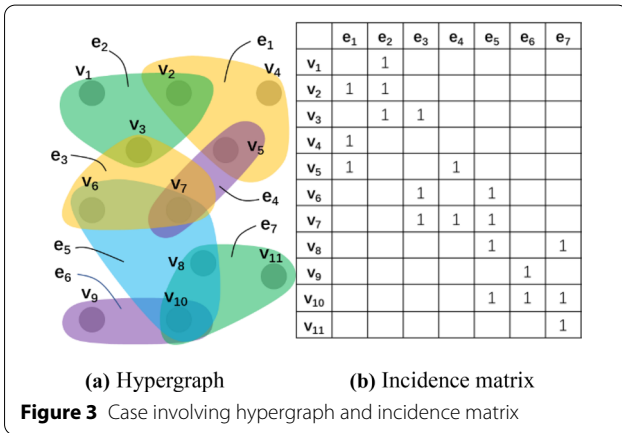 e₂ e₁
v₁ v₂ v₄
v₃
e₃ v₅
v₆ v₇
e₄
e₇
e₅ v₈ v₁₁
e₆
v₉ v₁₀
e₁ e₂ e₃ e₄ e₅ e₆ e₇
v₁ 1
v₂ 1 1
v₃ 1 1
v₄ 1
v₅ 1 1
v₆ 1 1
v₇ 1 1 1
v₈ 1 1
v₉ 1
v₁₀ 1 1 1
v₁₁ 1
(a) Hypergraph (b) Incidence matrix
Figure 3 Case involving hypergraph and incidence matrix